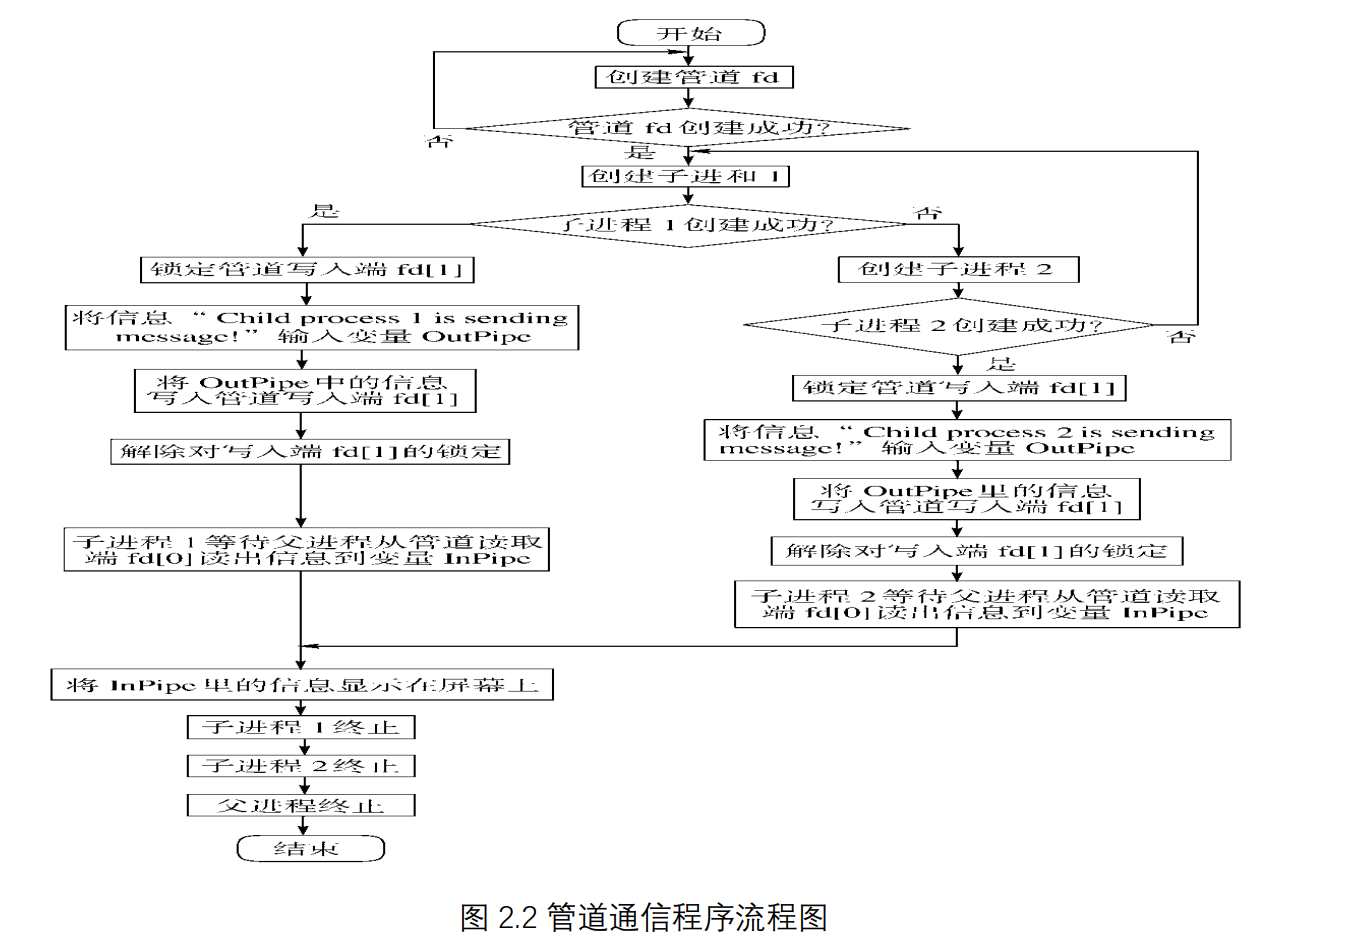 开始
创建管道 fd
管道 fd 创建成功?
否
是
创建子进和 1
子进程 1 创建成功?
是
否
锁定管道写入端 fd[1]
将信息 “ Child process 1 is sending
message!” 输入变量 OutPipe
将 OutPipe 中的信息
写入管道写入端 fd[1]
解除对写入端 fd[1] 的锁定
子进程 1 等待父进程从管道读取
端 fd[0] 读出信息到变量 InPipe
创建子进程 2
子进程 2 创建成功?
否
是
锁定管道写入端 fd[1]
将信息 “ Child process 2 is sending
message!” 输入变量 OutPipe
将 OutPipe 里的信息
写入管道写入端 fd[1]
解除对写入端 fd[1] 的锁定
子进程 2 等待父进程从管道读取
端 fd[0] 读出信息到变量 InPipe
将 InPipe 里的信息显示在屏幕上
子进程 1 终止
子进程 2 终止
父进程终止
结束
图 2.2 管道通信程序流程图